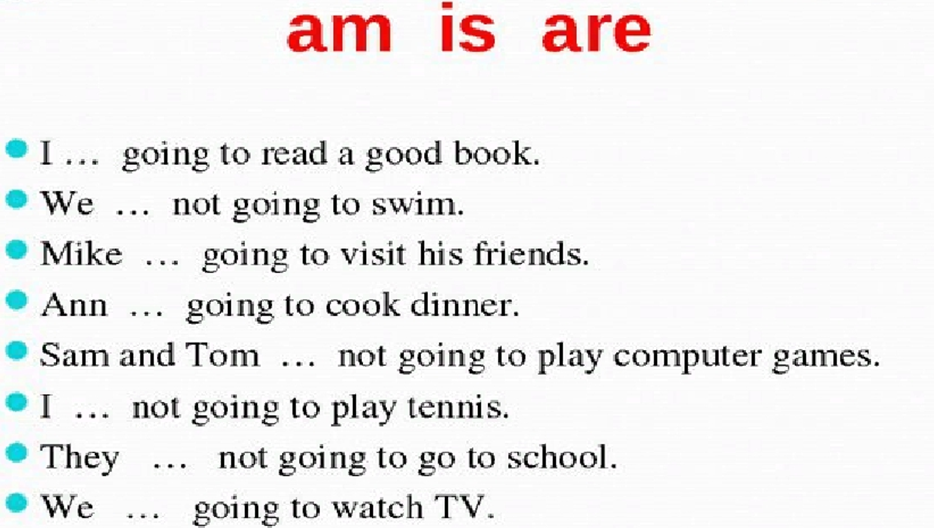 am is are
I … going to read a good book.
We … not going to swim.
Mike … going to visit his friends.
Ann … going to cook dinner.
Sam and Tom … not going to play computer games.
I … not going to play tennis.
They … not going to go to school.
We … going to watch TV.